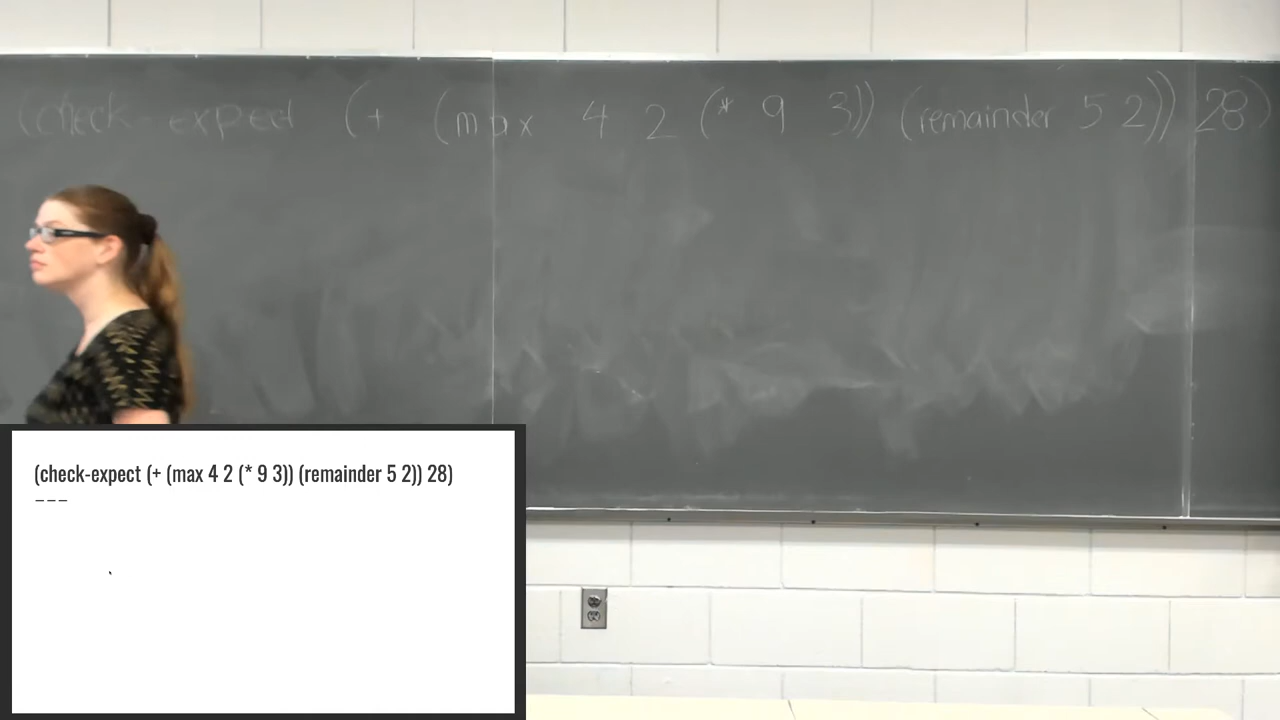 (check-expect (+ (max 4 2 (* 9 3)) (remainder 5 2)) 28)
(check-expect (+ (max 4 2 (* 9 3)) (remainder 5 2)) 28)
---